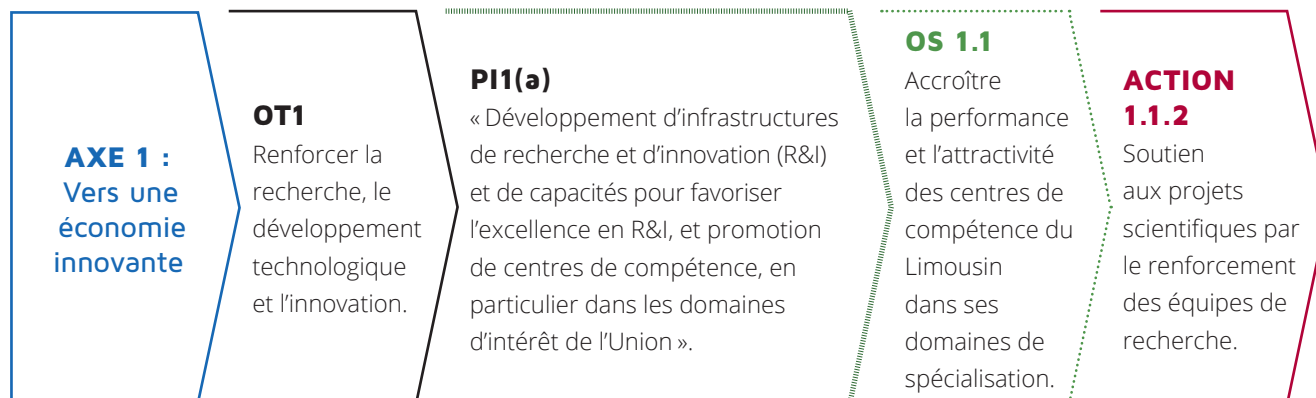 AXE 1 :
Vers une
économie
innovante
OT1
Renforcer la
recherche, le
développement
technologique
et l’innovation.
PI1(a)
« Développement d’infrastructures
de recherche et d’innovation (R&I)
et de capacités pour favoriser
l’excellence en R&I, et promotion
de centres de compétence, en
particulier dans les domaines
d’intérêt de l’Union ».
OS 1.1
Accroître
la performance
et l’attractivité
des centres de
compétence du
Limousin
dans ses
domaines de
spécialisation.
ACTION
1.1.2
Soutien
aux projets
scientifiques par
le renforcement
des équipes de
recherche.